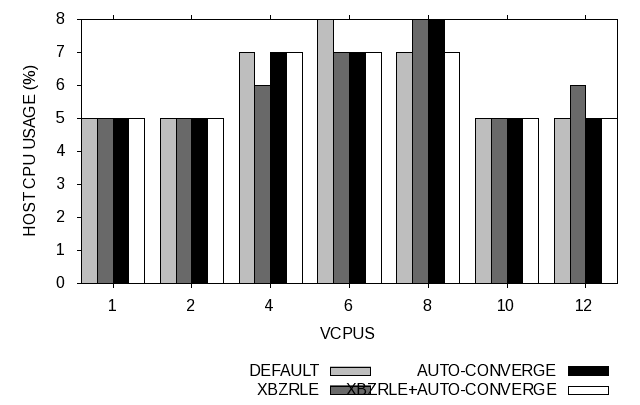 8
7
6
5
4
3
2
1
0
HOST CPU USAGE (%)
1 2 4 6 8 10 12
VCPUS
DEFAULT AUTO-CONVERGE
XBZRLE XBZRLE+AUTO-CONVERGE